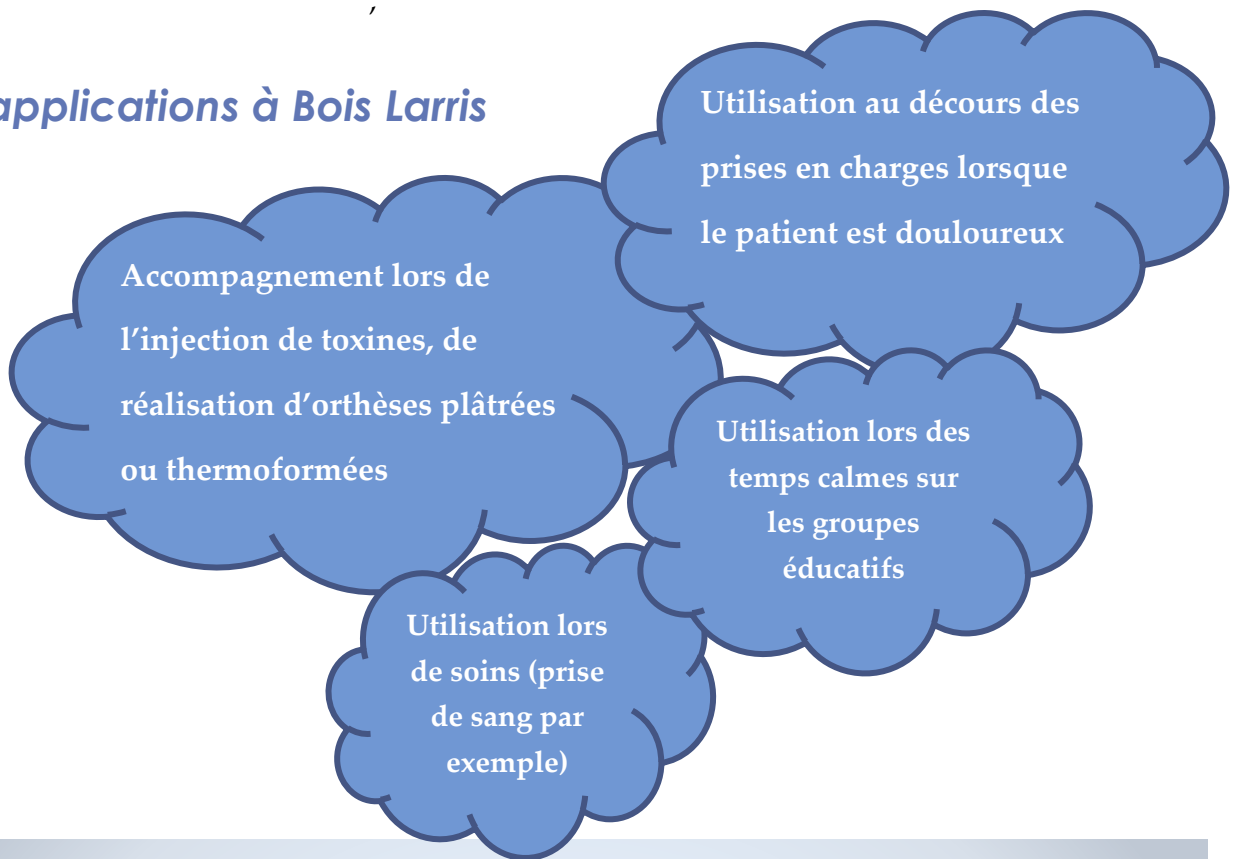 applications à Bois Larris
Utilisation au décours des
prises en charges lorsque
le patient est douloureux
Accompagnement lors de
l’injection de toxines, de
réalisation d’orthèses plâtrées
ou thermoformées
Utilisation lors des
temps calmes sur
les groupes
éducatifs
Utilisation lors
de soins (prise
de sang par
exemple)